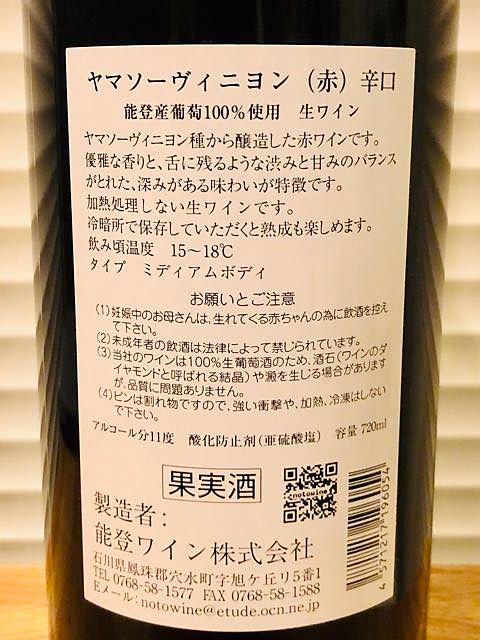 ヤマソーヴィニヨン（赤）辛口
能登産葡萄100%使用　生ワイン
ヤマソーヴィニヨン種から醸造した赤ワインです。
優雅な香りと、舌に残るような渋みと甘みのバランス
がとれた、深みがある味わいが特徴です。
加熱処理しない生ワインです。
冷暗所で保存していただくと熟成も楽しめます。
飲み頃温度　15〜18℃
タイプ　ミディアムボディ
お願いとご注意
(1)妊娠中のお母さんは、生れてくる赤ちゃんの為に飲酒を控え
て下さい。
(2)未成年者の飲酒は法律によって禁じられています。
(3)当社のワインは100%生葡萄酒のため、酒石(ワインのダ
イヤモンドと呼ばれる結晶)や澱を生じる場合があります
が、品質に問題ありません。
(4)ビンは割れ物ですので、強い衝撃や、加熱、冷凍はしない
で下さい。
アルコール分11度　酸化防止剤(亜硫酸塩)　容量720ml
果実酒
cnotowine
製造者：
能登ワイン株式会社
石川県鳳珠郡穴水町字旭ケ丘リ5番1
TEL 0768-58-1577　FAX 0768-58-1588
Eメール：notowine@etude.ocn.ne.jp
4 571217 196054